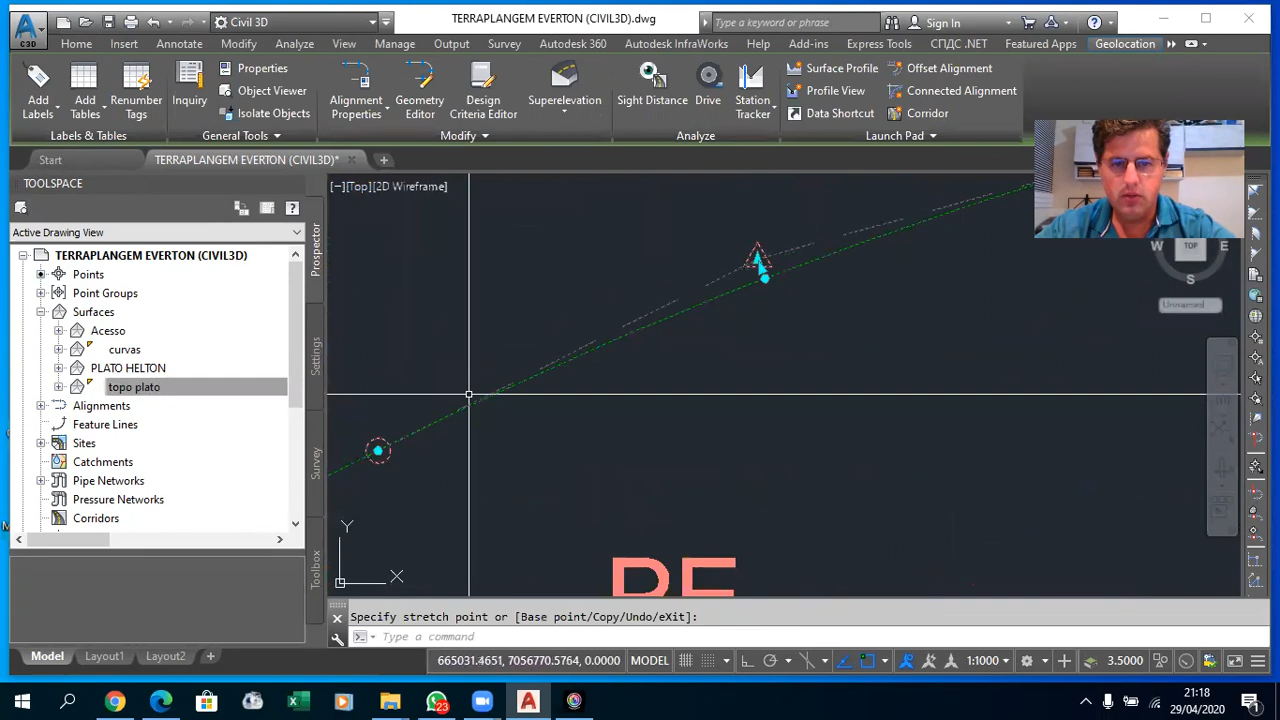 C3D
Civil 3D
TERRAPLANGEM EVERTON (CIVIL3D).dwg
Type a keyword or phrase
Sign In
Home Insert Annotate Modify Analyze View Manage Output Survey Autodesk 360 Autodesk InfraWorks Help Add-ins Express Tools СПДС .NET Featured Apps Geolocation
Add Labels
Add Tables
Renumber Tags
Inquiry
Properties
Object Viewer
Isolate Objects
Alignment Properties
Geometry Editor
Design Criteria Editor
Superelevation
Sight Distance
Drive
Station Tracker
Surface Profile
Profile View
Data Shortcut
Offset Alignment
Connected Alignment
Corridor
Labels & Tables
General Tools
Modify
Analyze
Launch Pad
Start
TERRAPLANGEM EVERTON (CIVIL3D)*
TOOLSPACE
Active Drawing View
TERRAPLANGEM EVERTON (CIVIL3D)
Points
Point Groups
Surfaces
Acesso
curvas
PLATO HELTON
topo plato
Alignments
Feature Lines
Sites
Catchments
Pipe Networks
Pressure Networks
Corridors
Prospector
Settings
Survey
Toolbox
[−][Top][2D Wireframe]
W TOP E
S
Unnamed
Y
X
Specify stretch point or [Base point/Copy/Undo/eXit]:
Type a command
Model Layout1 Layout2
665031.4651, 7056770.5764, 0.0000 MODEL 1:1000 3.5000
23
21:18
29/04/2020
1